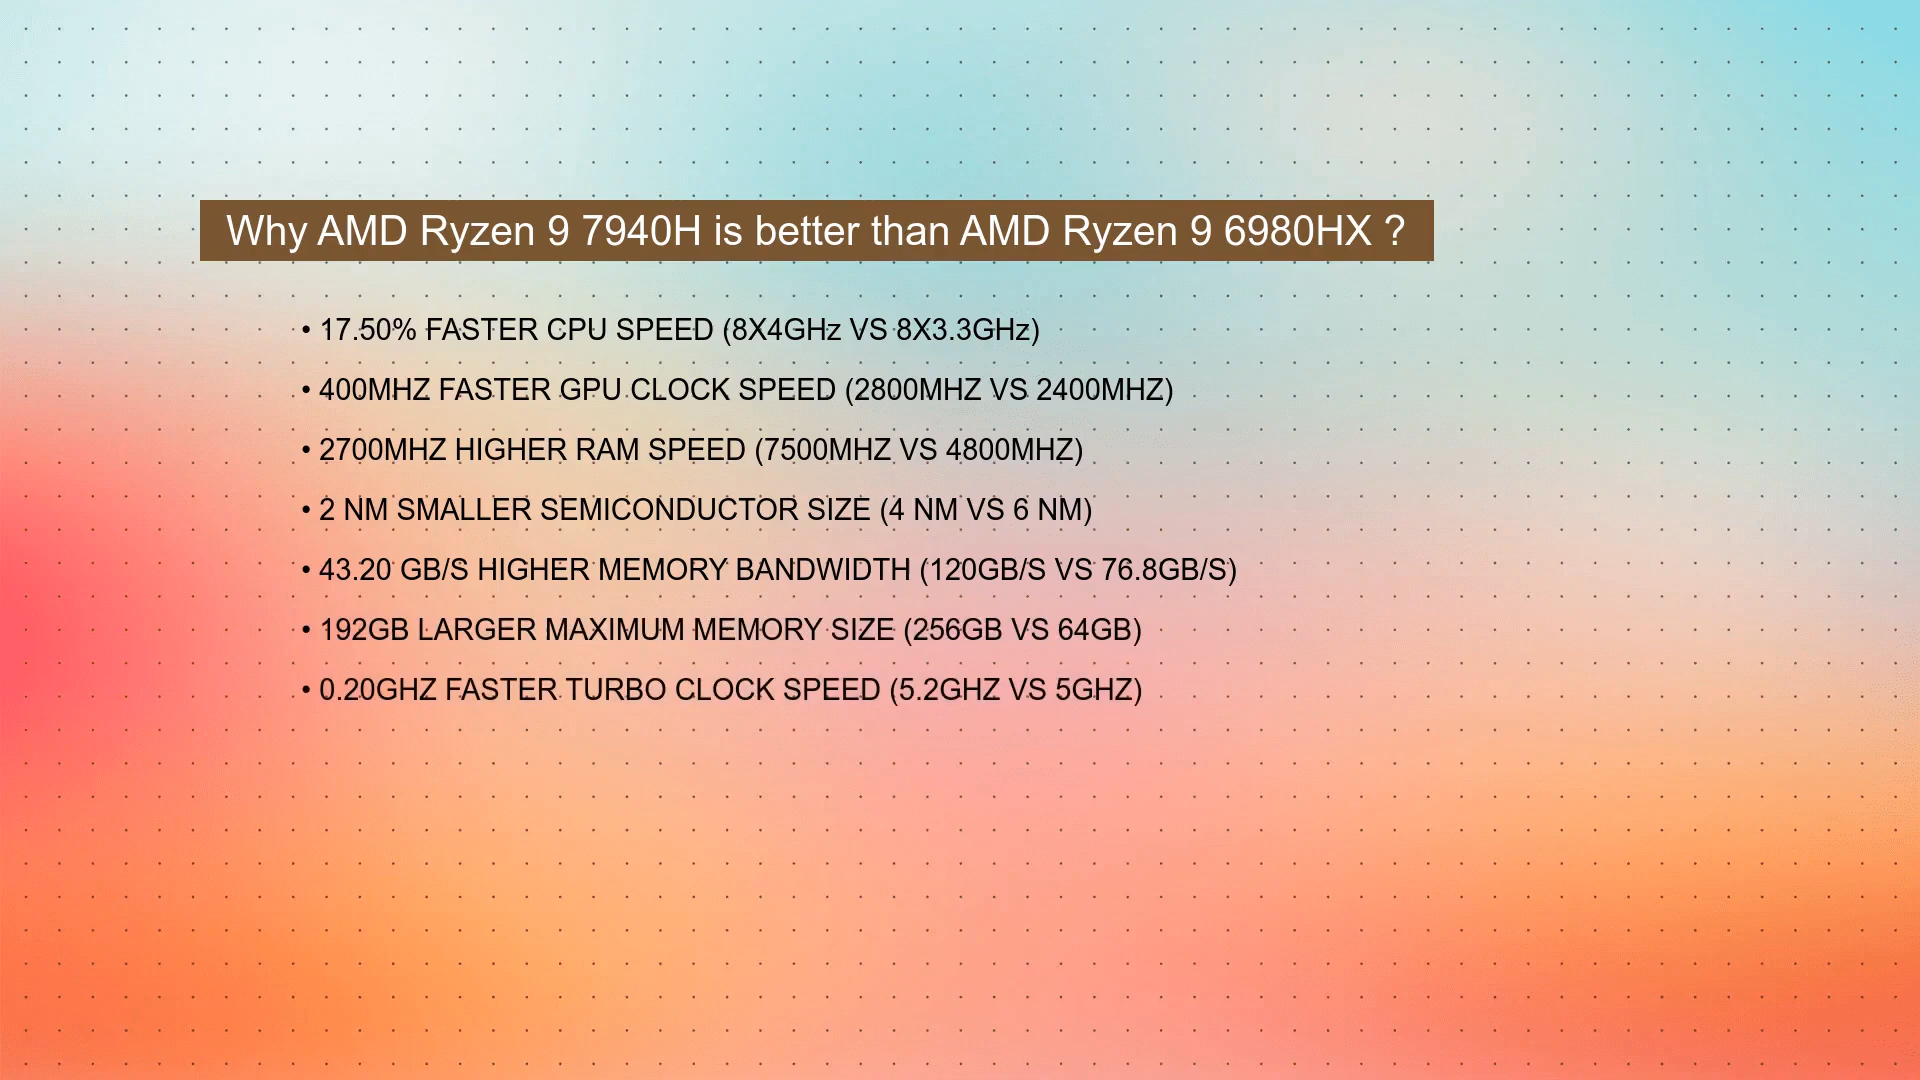 Why AMD Ryzen 9 7940H is better than AMD Ryzen 9 6980HX ?
• 17.50% FASTER CPU SPEED (8X4GHz VS 8X3.3GHz)
• 400MHZ FASTER GPU CLOCK SPEED (2800MHZ VS 2400MHZ)
• 2700MHZ HIGHER RAM SPEED (7500MHZ VS 4800MHZ)
• 2 NM SMALLER SEMICONDUCTOR SIZE (4 NM VS 6 NM)
• 43.20 GB/S HIGHER MEMORY BANDWIDTH (120GB/S VS 76.8GB/S)
• 192GB LARGER MAXIMUM MEMORY SIZE (256GB VS 64GB)
• 0.20GHZ FASTER TURBO CLOCK SPEED (5.2GHZ VS 5GHZ)